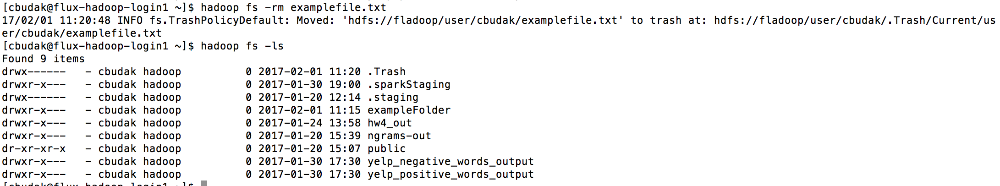 [cbudak@flux-hadoop-login1 ~]$ hadoop fs -rm examplefile.txt
17/02/01 11:20:48 INFO fs.TrashPolicyDefault: Moved: 'hdfs://fladoop/user/cbudak/examplefile.txt' to trash at: hdfs://fladoop/user/cbudak/.Trash/Current/us
er/cbudak/examplefile.txt
[cbudak@flux-hadoop-login1 ~]$ hadoop fs -ls
Found 9 items
drwx------   - cbudak hadoop          0 2017-02-01 11:20 .Trash
drwxr-x---   - cbudak hadoop          0 2017-01-30 19:00 .sparkStaging
drwx------   - cbudak hadoop          0 2017-01-20 12:14 .staging
drwxr-x---   - cbudak hadoop          0 2017-02-01 11:15 exampleFolder
drwxr-x---   - cbudak hadoop          0 2017-01-24 13:58 hw4_out
drwxr-x---   - cbudak hadoop          0 2017-01-20 15:39 ngrams-out
dr-xr-xr-x   - cbudak hadoop          0 2017-01-20 15:07 public
drwxr-x---   - cbudak hadoop          0 2017-01-30 17:30 yelp_negative_words_output
drwxr-x---   - cbudak hadoop          0 2017-01-30 17:30 yelp_positive_words_output
[cbudak@flux-hadoop-login1 ~]$